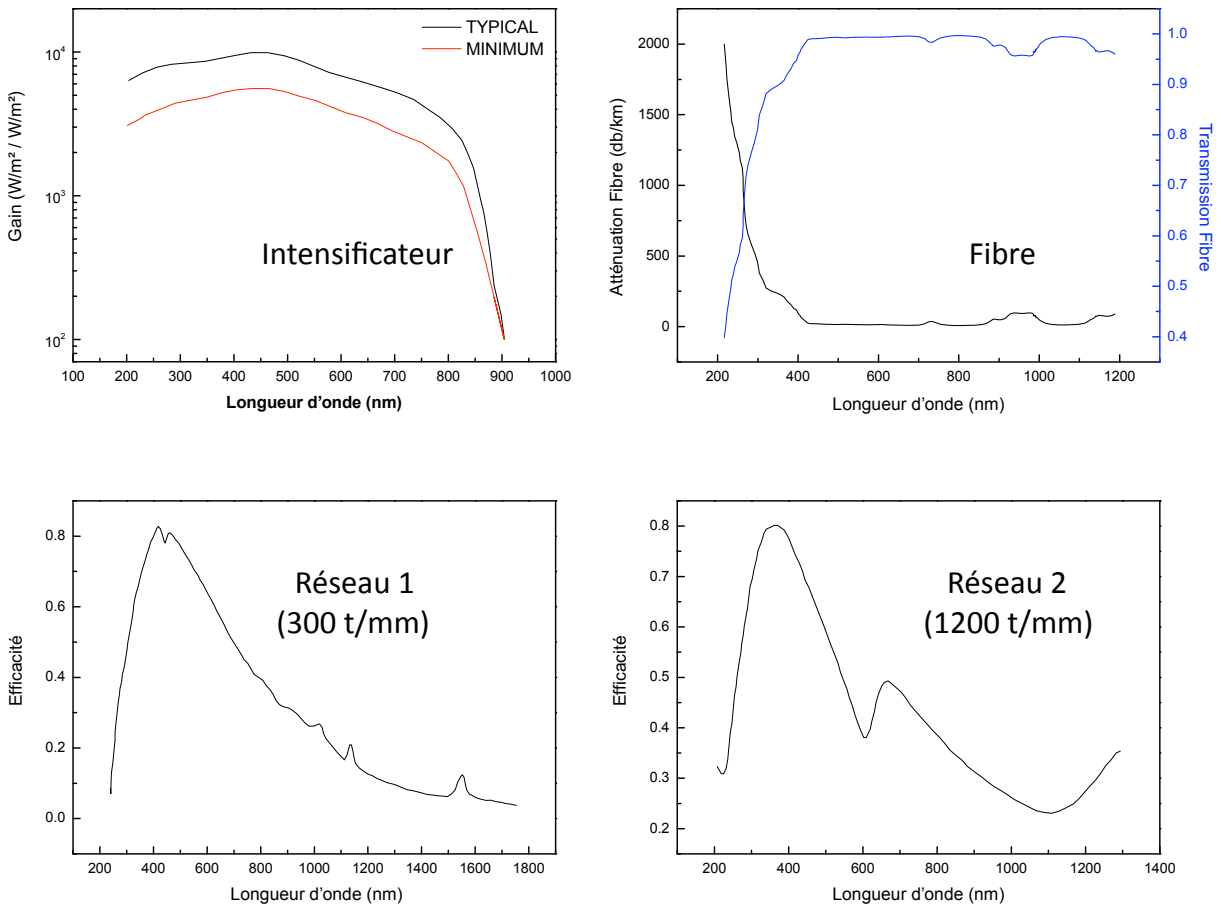 TYPICAL
MINIMUM
10⁴
10³
10²
Gain (W/m² / W/m²)
Intensificateur
100 200 300 400 500 600 700 800 900 1000
Longueur d'onde (nm)
2000
1500
1000
500
0
Atténuation Fibre (db/km)
Fibre
1.0
0.9
0.8
0.7
0.6
0.5
0.4
Transmission Fibre
200 400 600 800 1000 1200
Longueur d'onde (nm)
0.8
0.6
0.4
0.2
0.0
Efficacité
Réseau 1
(300 t/mm)
200 400 600 800 1000 1200 1400 1600 1800
Longueur d'onde (nm)
0.8
0.7
0.6
0.5
0.4
0.3
0.2
Efficacité
Réseau 2
(1200 t/mm)
200 400 600 800 1000 1200 1400
Longueur d'onde (nm)